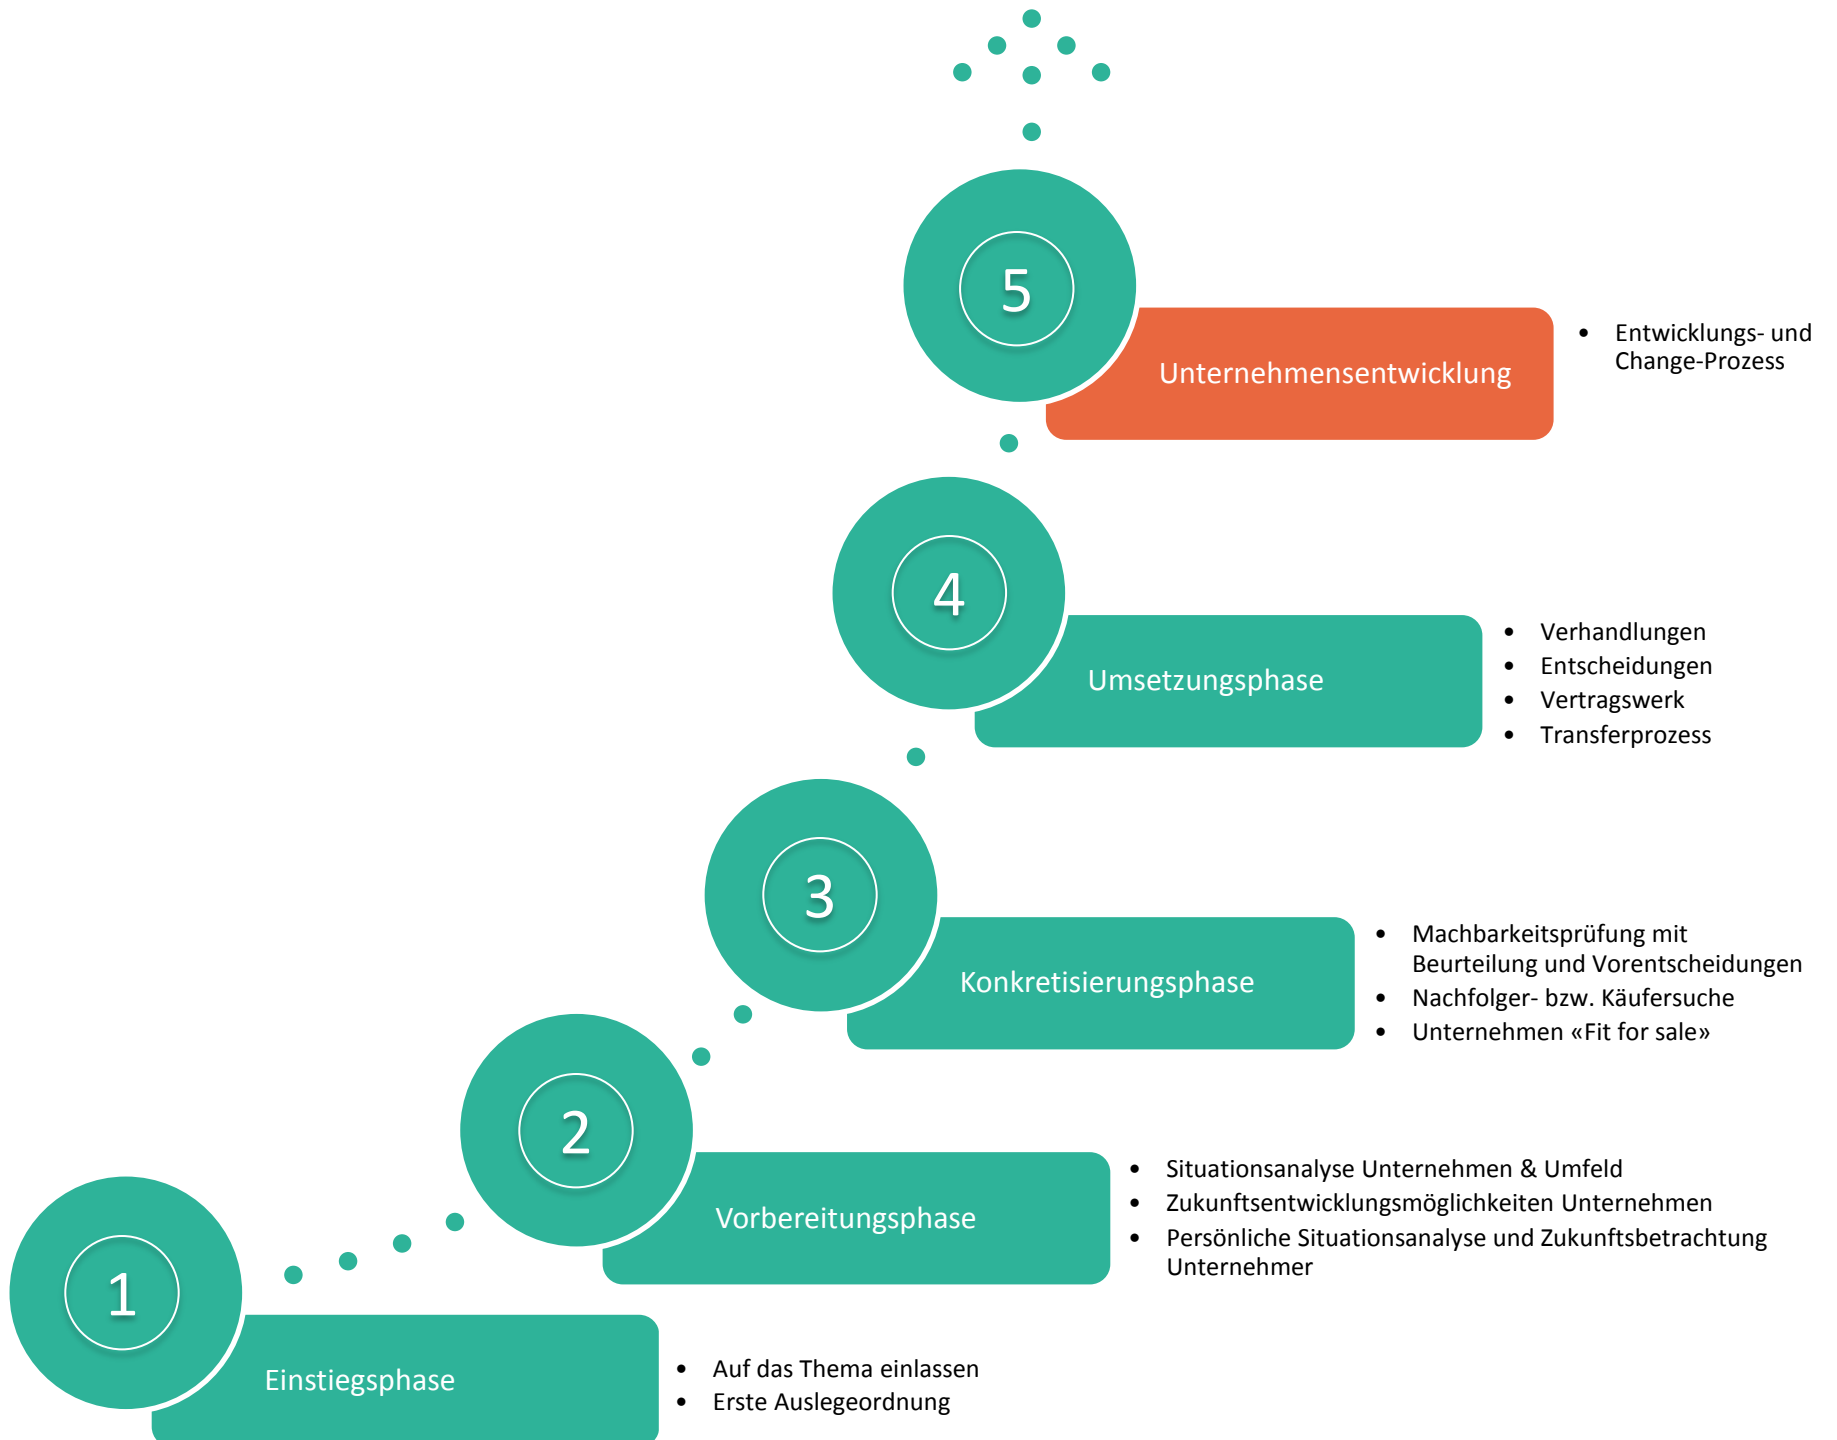 5
Unternehmensentwicklung
• Entwicklungs- und
Change-Prozess
4
Umsetzungsphase
• Verhandlungen
• Entscheidungen
• Vertragswerk
• Transferprozess
3
Konkretisierungsphase
• Machbarkeitsprüfung mit
Beurteilung und Vorentscheidungen
• Nachfolger- bzw. Käufersuche
• Unternehmen «Fit for sale»
2
Vorbereitungsphase
• Situationsanalyse Unternehmen & Umfeld
• Zukunftsentwicklungsmöglichkeiten Unternehmen
• Persönliche Situationsanalyse und Zukunftsbetrachtung
Unternehmer
1
Einstiegsphase
• Auf das Thema einlassen
• Erste Auslegeordnung